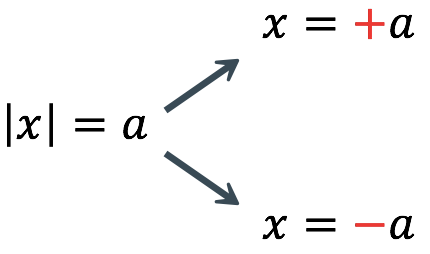 x = +a
|x| = a
x = −a